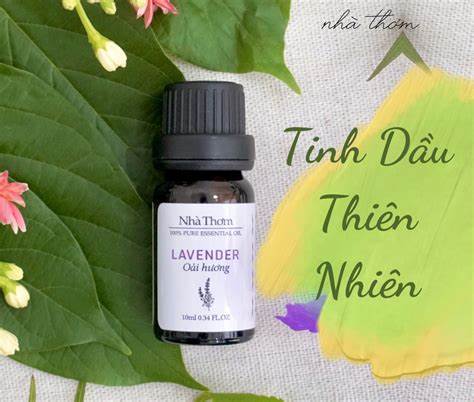 nhà thơm
Tinh Dầu
Thiên
Nhiên
Nhà Thơm
100% PURE ESSENTIAL OIL
LAVENDER
Oải hương
10ml 0.34 FL.OZ